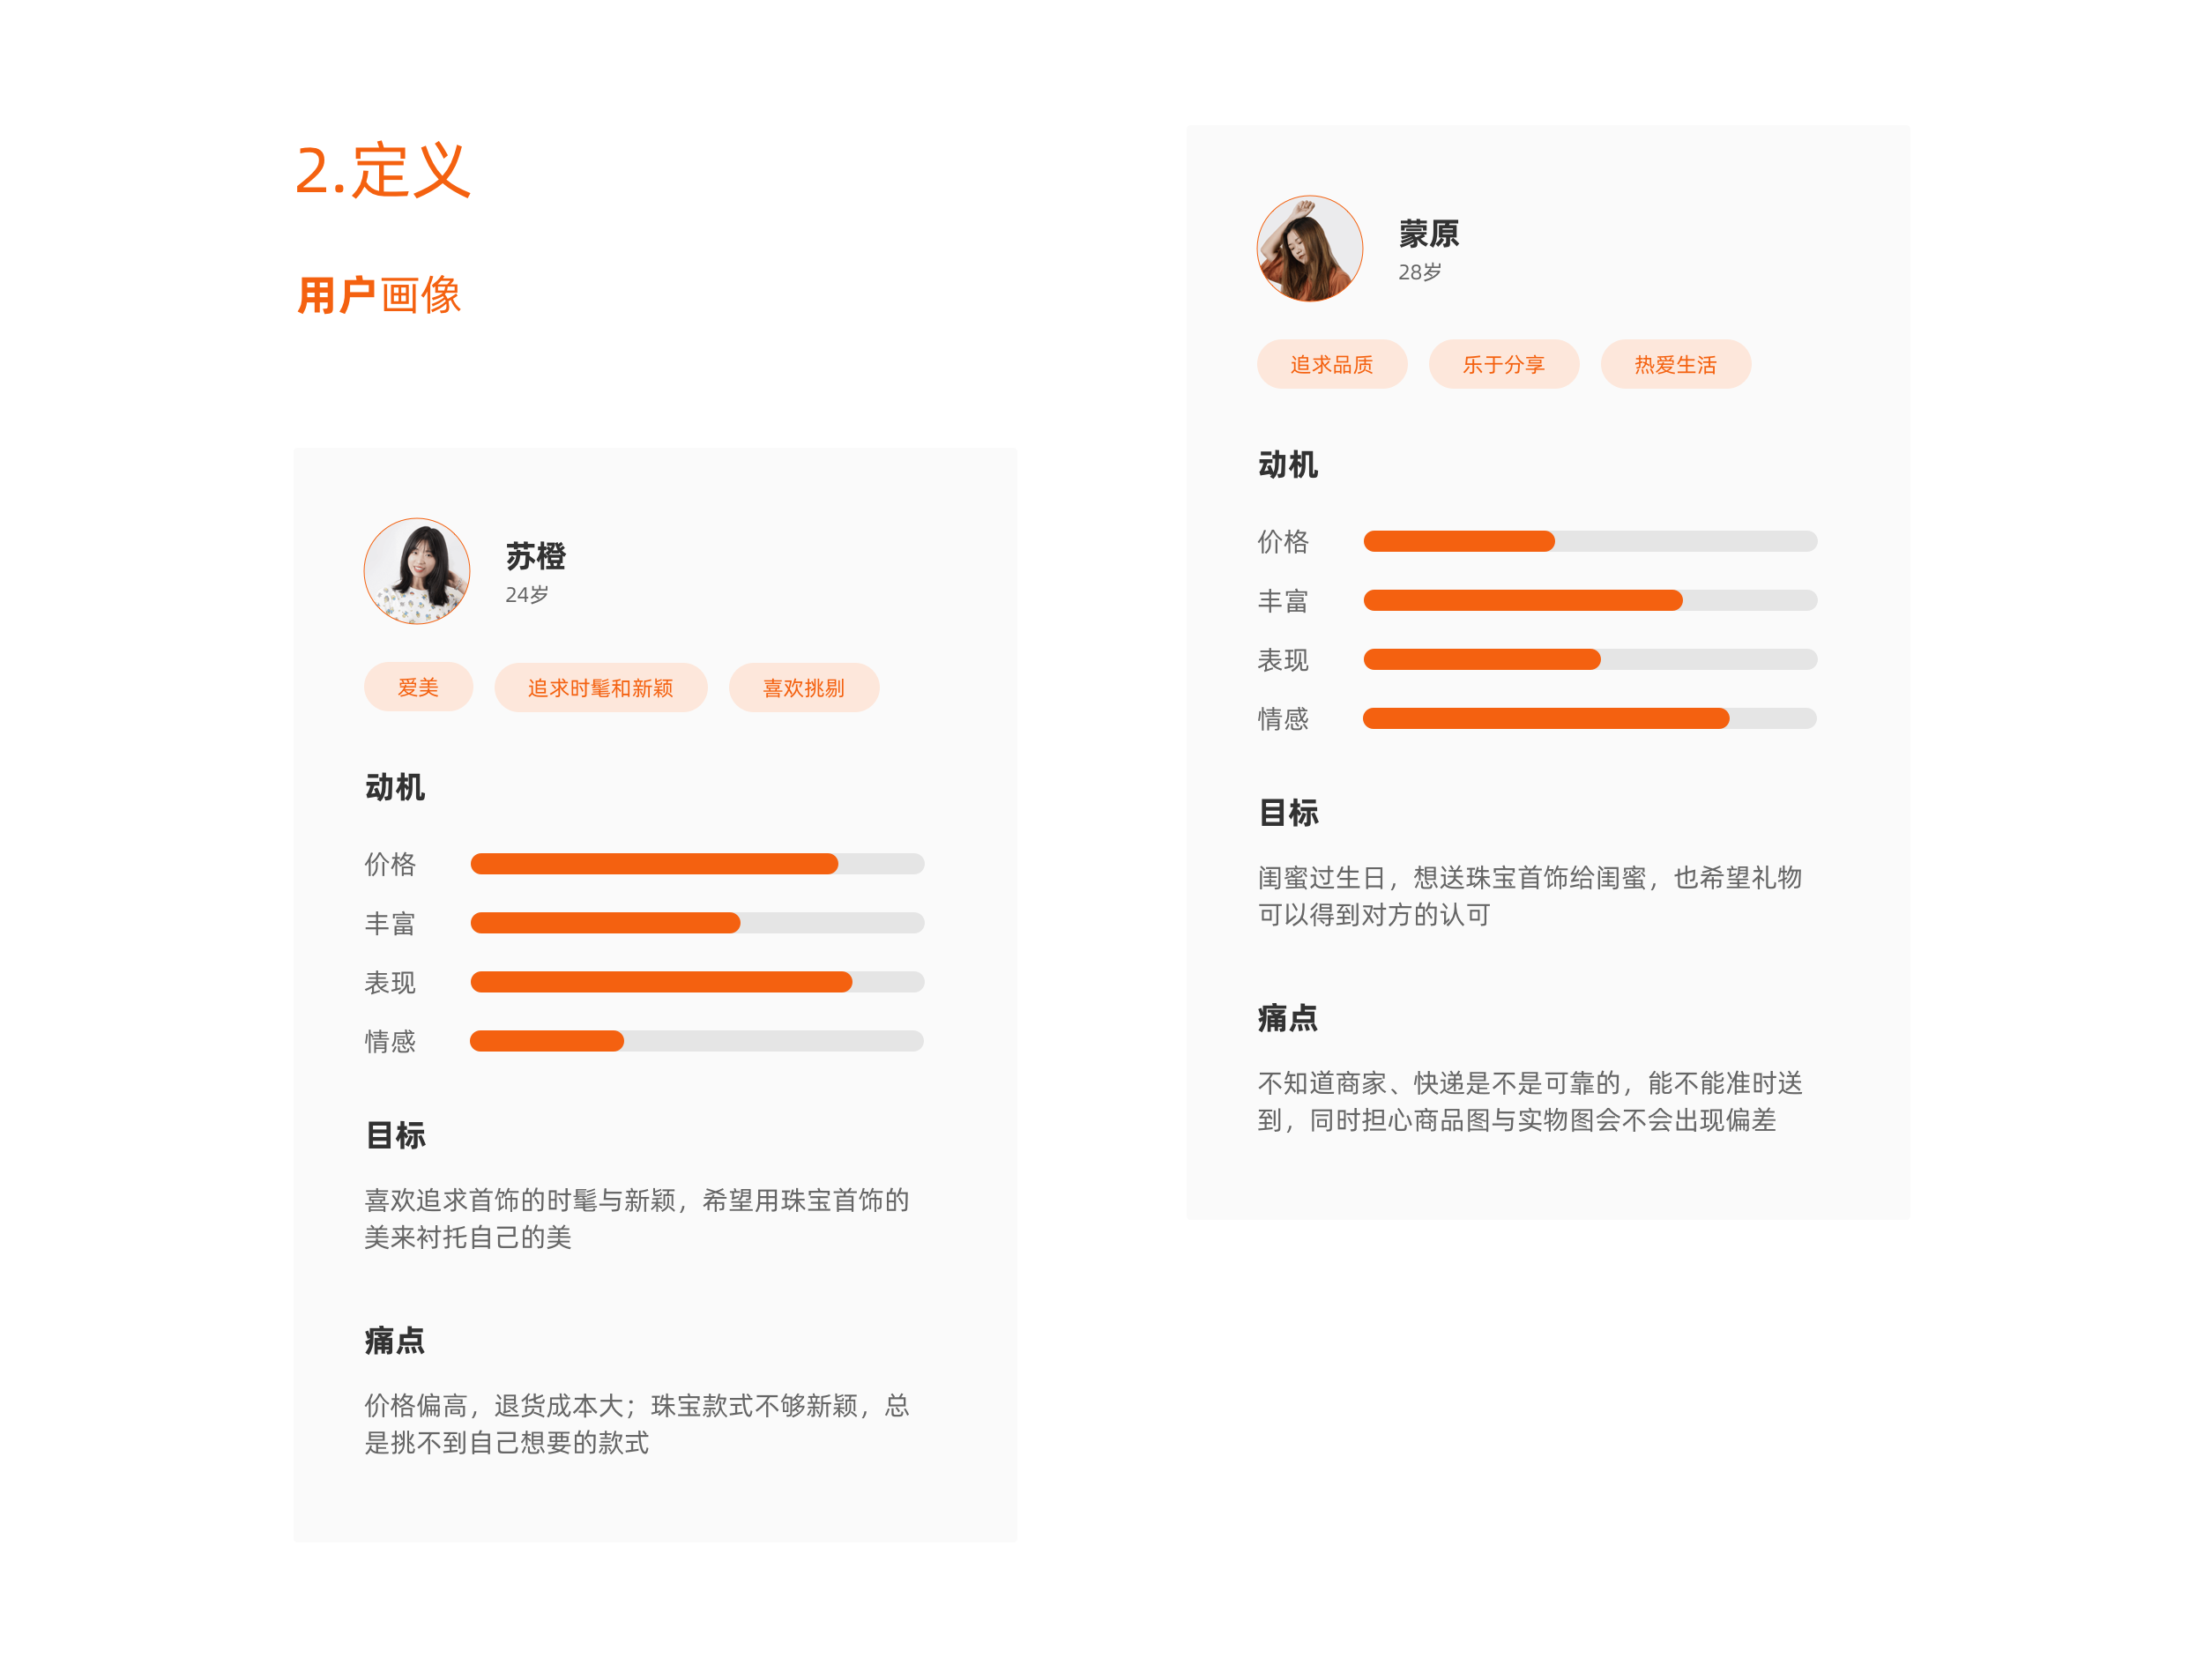 2.定义
用户画像
苏橙
24岁
爱美
追求时髦和新颖
喜欢挑剔
动机
价格
丰富
表现
情感
目标
喜欢追求首饰的时髦与新颖，希望用珠宝首饰的
美来衬托自己的美
痛点
价格偏高，退货成本大；珠宝款式不够新颖，总
是挑不到自己想要的款式
蒙原
28岁
追求品质
乐于分享
热爱生活
动机
价格
丰富
表现
情感
目标
闺蜜过生日，想送珠宝首饰给闺蜜，也希望礼物
可以得到对方的认可
痛点
不知道商家、快递是不是可靠的，能不能准时送
到，同时担心商品图与实物图会不会出现偏差